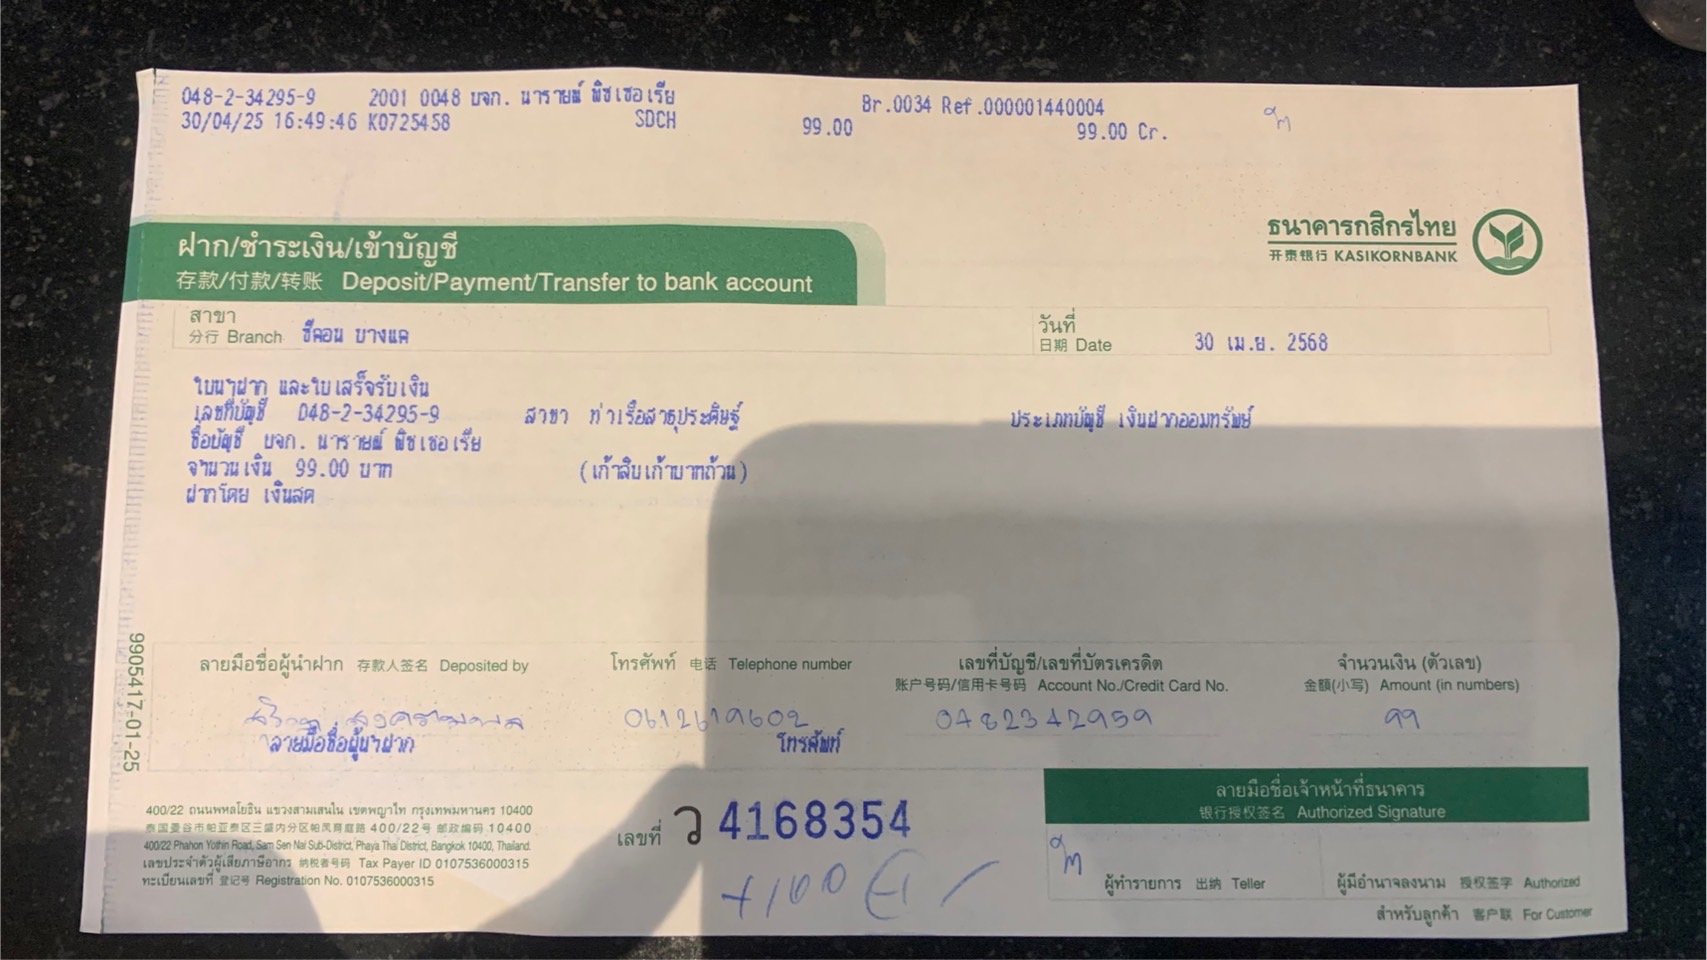 048-2-34295-9 2001 0048 บจก. นารายณ์ พิชเชอเรีย Br.0034 Ref.000001440004
30/04/25 16:49:46 K0725458 SDCH 99.00 99.00 Cr.
ธนาคารกสิกรไทย
开泰银行 KASIKORNBANK
ฝาก/ชำระเงิน/เข้าบัญชี
存款/付款/转账 Deposit/Payment/Transfer to bank account
สาขา
分行 Branch ซีคอน บางแค
วันที่
日期 Date 30 เม.ย. 2568
ใบนำฝาก และใบเสร็จรับเงิน
เลขที่บัญชี 048-2-34295-9 สาขา ท่าเรือสาธุประดิษฐ์ ประเภทบัญชี เงินฝากออมทรัพย์
ชื่อบัญชี บจก. นารายณ์ พิชเชอเรีย
จำนวนเงิน 99.00 บาท (เก้าสิบเก้าบาทถ้วน)
ฝากโดย เงินสด
9905417-01-25
ลายมือชื่อผู้นำฝาก 存款人签名 Deposited by
โทรศัพท์ 电话 Telephone number
เลขที่บัญชี/เลขที่บัตรเครดิต
账户号码/信用卡号码 Account No./Credit Card No.
จำนวนเงิน (ตัวเลข)
金額(小写) Amount (in numbers)
0612619602 0482342959 99
ลายมือชื่อผู้นำฝาก โทรศัพท์
400/22 ถนนพหลโยธิน แขวงสามเสนใน เขตพญาไท กรุงเทพมหานคร 10400
泰国曼谷市帕亚泰区三盛内分区帕凤育庭路 400/22号 邮政编码 10400
400/22 Phahon Yothin Road, Sam Sen Nai Sub-District, Phaya Thai District, Bangkok 10400, Thailand.
เลขประจำตัวผู้เสียภาษีอากร 纳税者号码 Tax Payer ID 0107536000315
ทะเบียนเลขที่ 登记号 Registration No. 0107536000315
เลขที่ ว 4168354
+100
ลายมือชื่อเจ้าหน้าที่ธนาคาร
银行授权签名 Authorized Signature
ผู้ทำรายการ 出纳 Teller
ผู้มีอำนาจลงนาม 授权签字 Authorized
สำหรับลูกค้า 客户联 For Customer